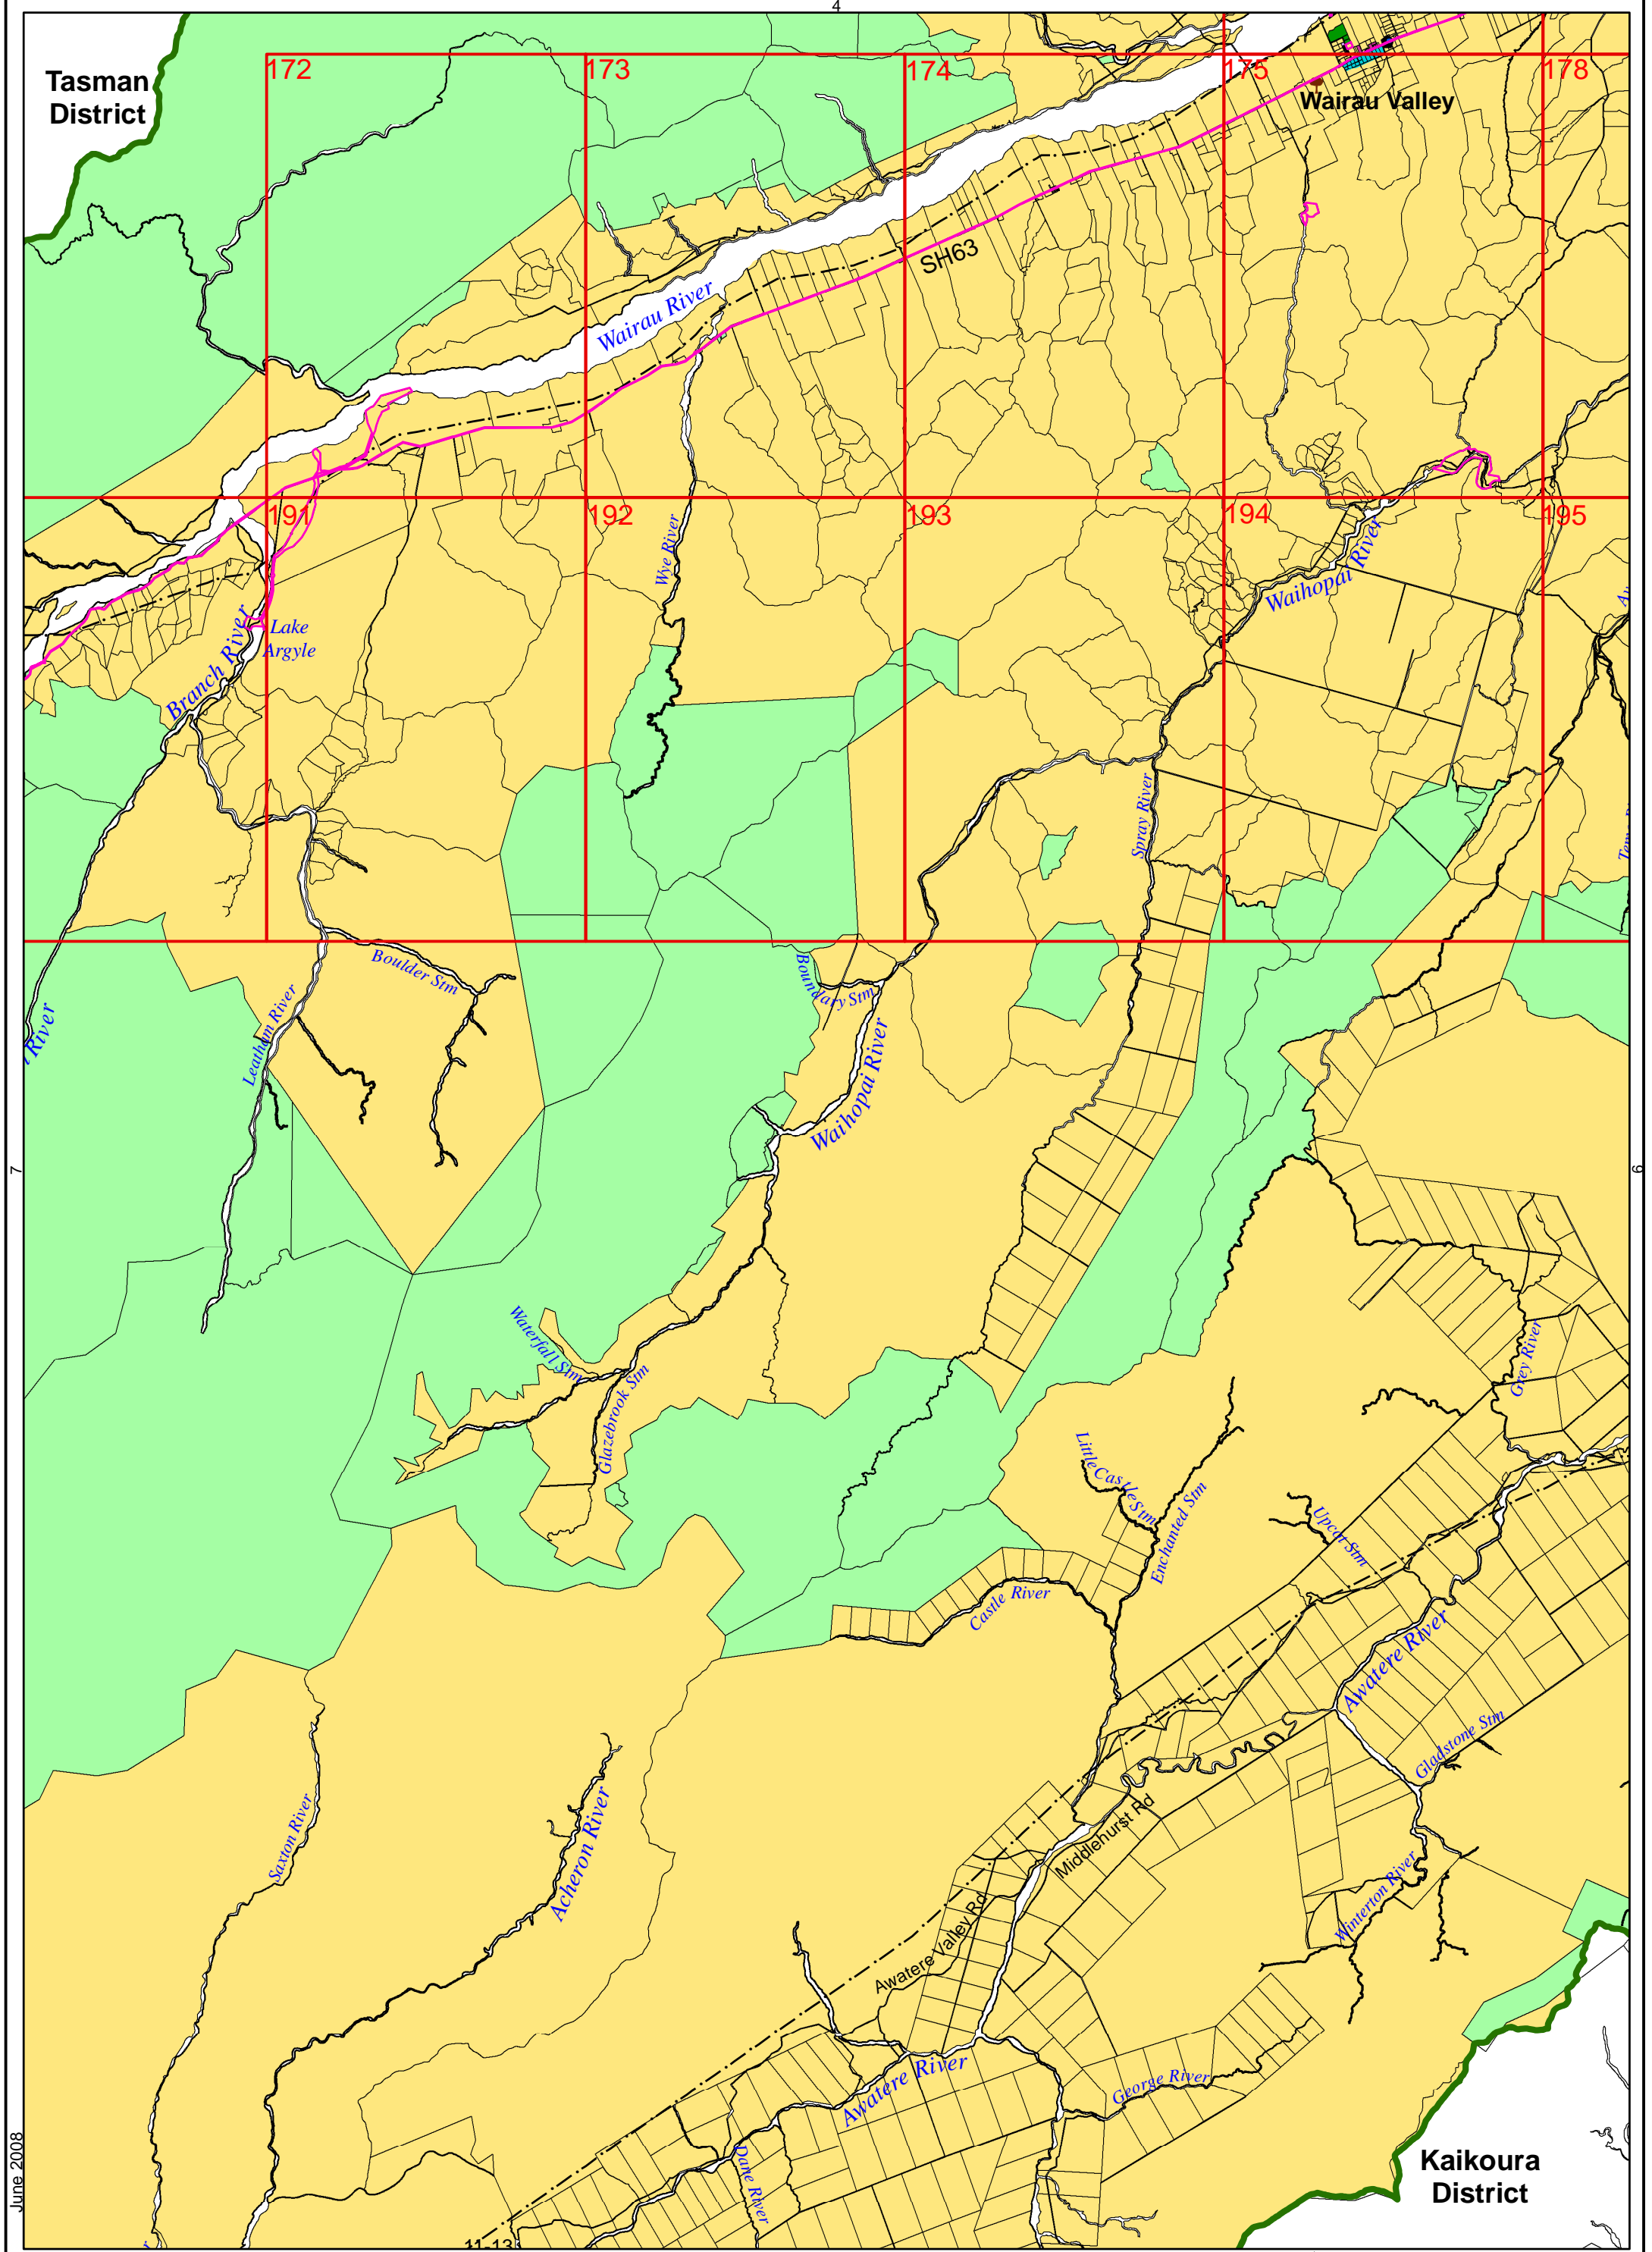 4
Tasman
District
172
173
174
175
178
Wairau Valley
SH63
Wairau River
191
192
193
194
195
Wye River
Waihopai River
Lake
Argyle
Branch River
Spray River
Boulder Stm
Boundary Stm
Leatham River
River
Waihopai River
7
6
Waterfall Stm
Glazebrook Stm
Grey River
Little Castle Stm
Enchanted Stm
Upcot Stm
Castle River
Awatere River
Gladstone Stm
Saxton River
Acheron River
Middlehurst Rd
Winterton River
Awatere Valley Rd
Awatere River
George River
Dane River
Kaikoura
District
June 2008